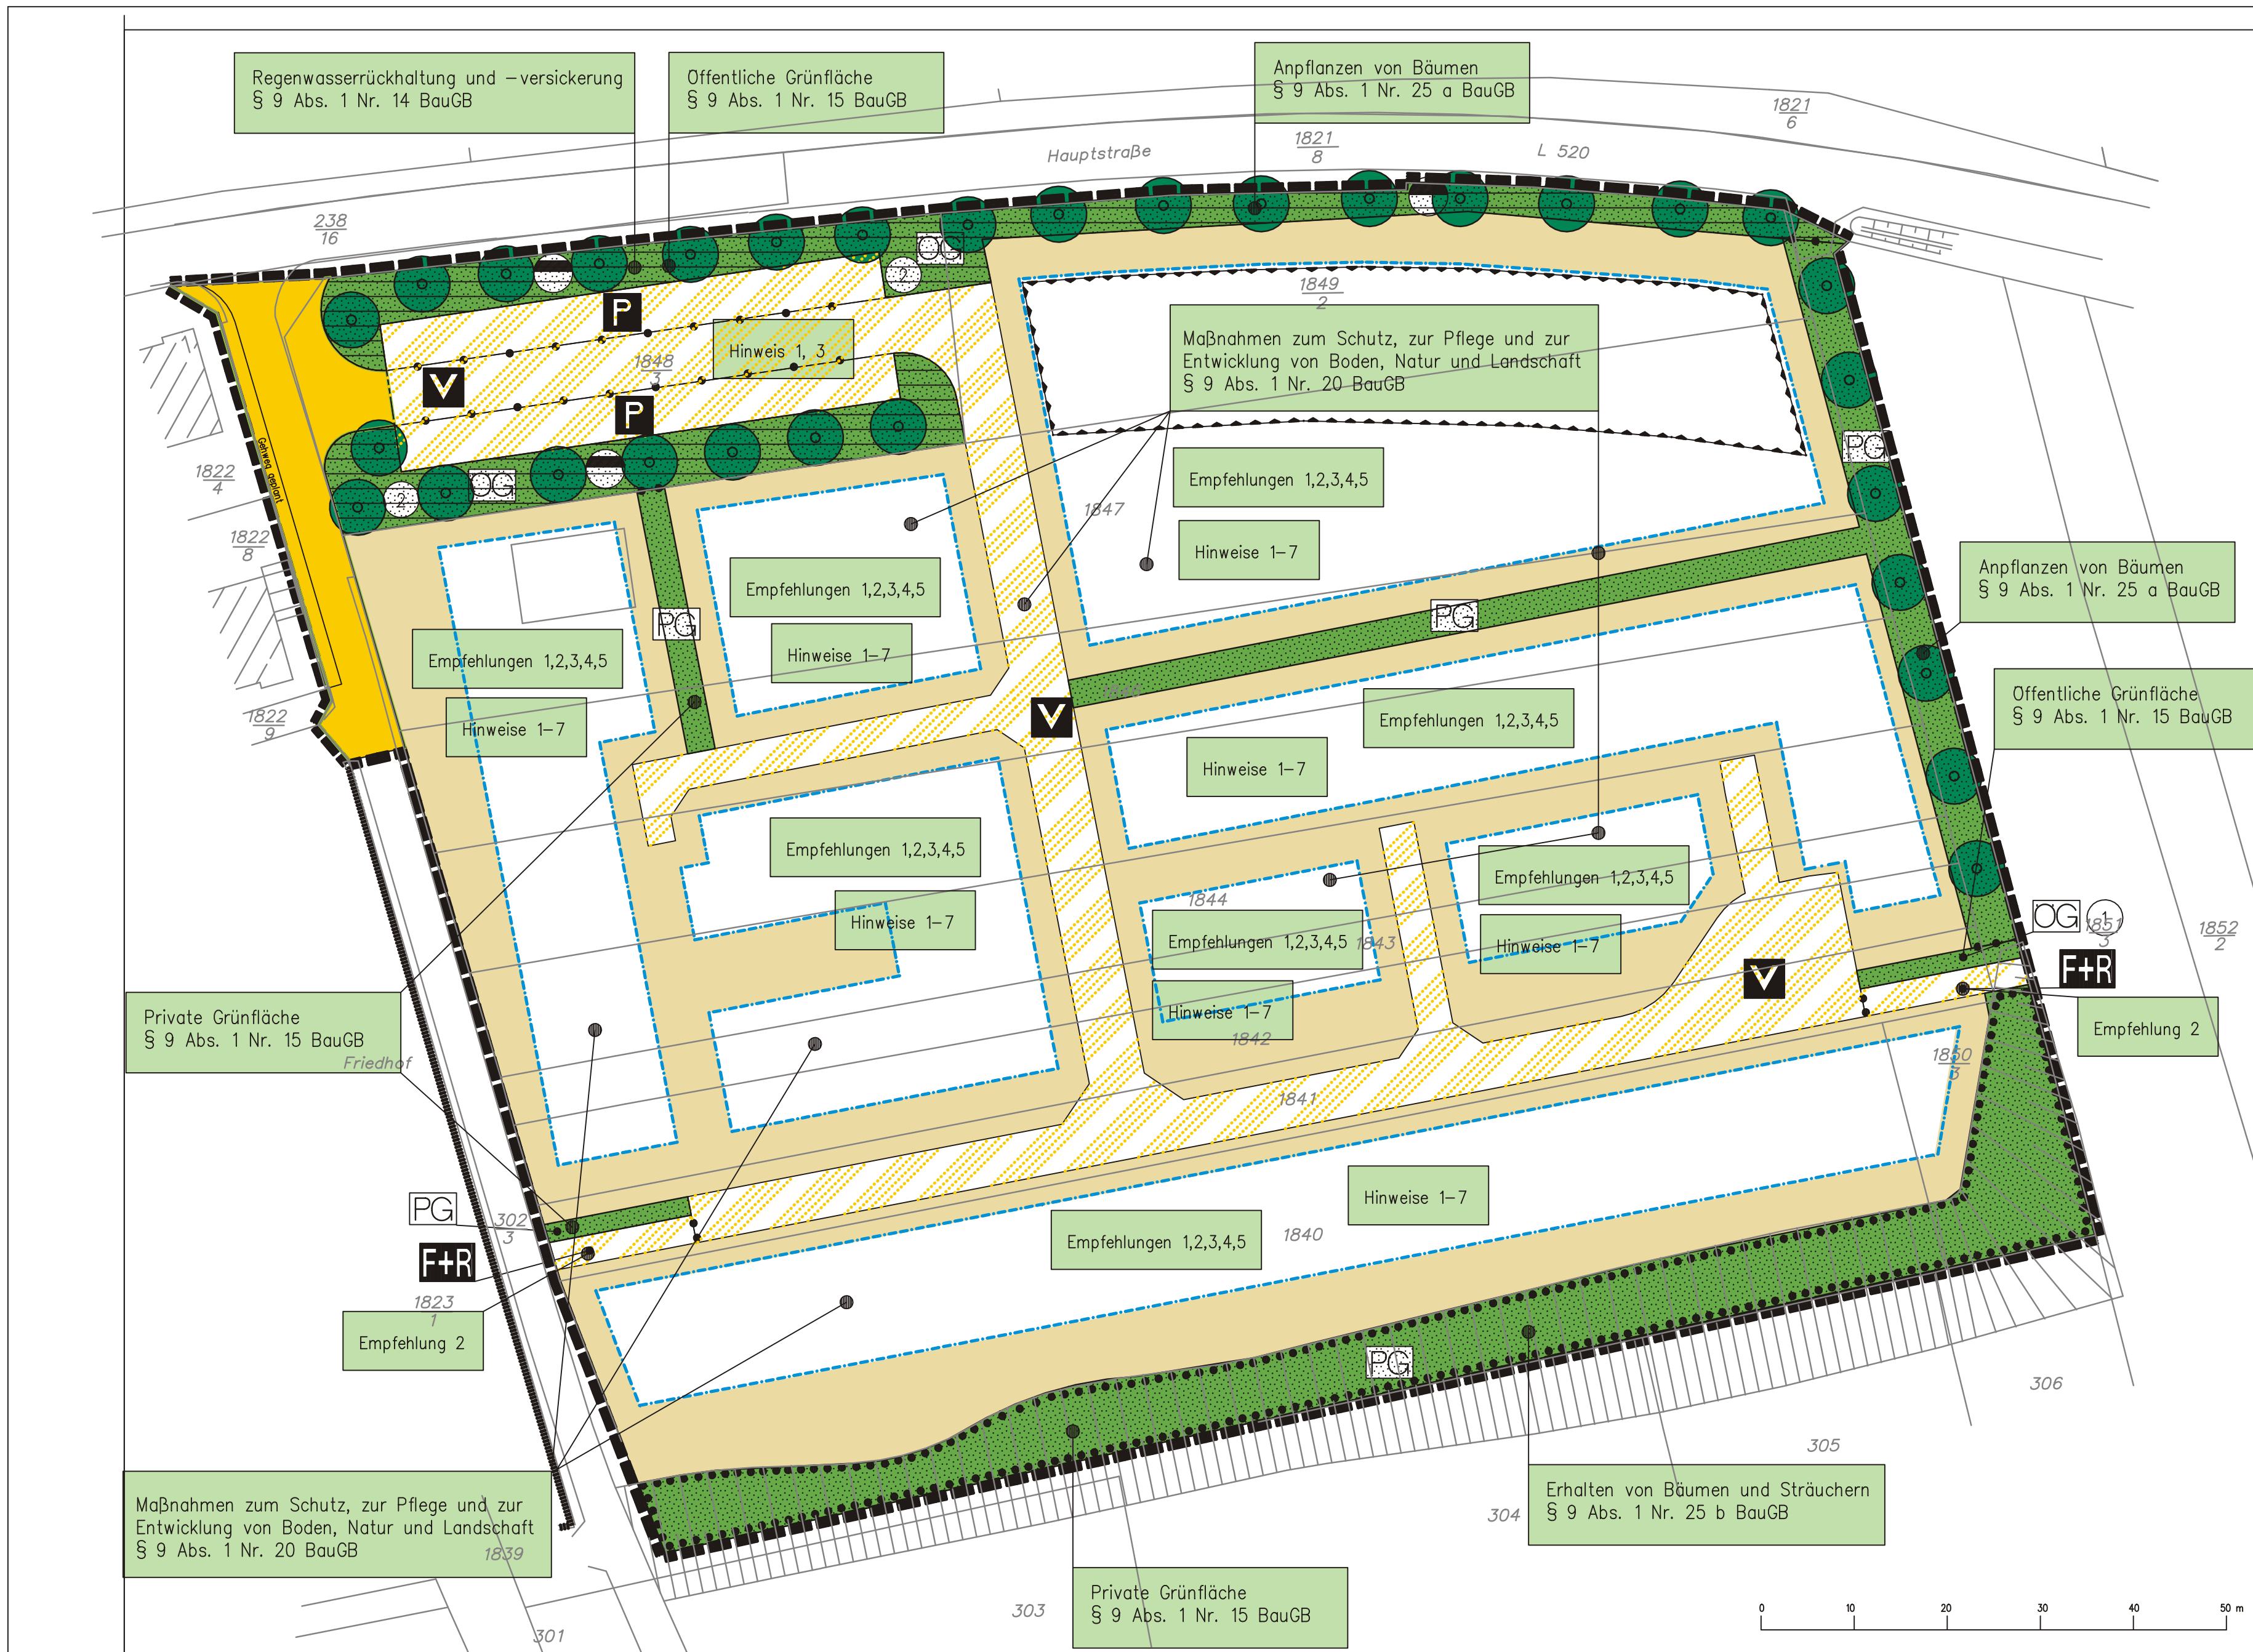 Regenwasserrückhaltung und -versickerung
§ 9 Abs. 1 Nr. 14 BauGB
Öffentliche Grünfläche
§ 9 Abs. 1 Nr. 15 BauGB
Anpflanzen von Bäumen
§ 9 Abs. 1 Nr. 25 a BauGB
1821
6
Hauptstraße
1821
8
L 520
238
16
ÖG
2
P
Hinweis 1, 3
1848
3
V
P
1849
2
Maßnahmen zum Schutz, zur Pflege und zur
Entwicklung von Boden, Natur und Landschaft
§ 9 Abs. 1 Nr. 20 BauGB
PG
Gehweg geplant
1822
4
2
ÖG
Empfehlungen 1,2,3,4,5
1847
Hinweise 1-7
1822
8
Anpflanzen von Bäumen
§ 9 Abs. 1 Nr. 25 a BauGB
Empfehlungen 1,2,3,4,5
PG
PG
Hinweise 1-7
Empfehlungen 1,2,3,4,5
Hinweise 1-7
1822
9
V
Öffentliche Grünfläche
§ 9 Abs. 1 Nr. 15 BauGB
Empfehlungen 1,2,3,4,5
Hinweise 1-7
Empfehlungen 1,2,3,4,5
Hinweise 1-7
Empfehlungen 1,2,3,4,5
Hinweise 1-7
1844
Empfehlungen 1,2,3,4,5
1843
Hinweise 1-7
1842
V
ÖG
1
1851
3
1852
2
F+R
Empfehlung 2
1850
3
Private Grünfläche
§ 9 Abs. 1 Nr. 15 BauGB
Friedhof
1841
PG
302
3
F+R
1823
1
Empfehlung 2
Hinweise 1-7
Empfehlungen 1,2,3,4,5
1840
PG
306
305
304
Erhalten von Bäumen und Sträuchern
§ 9 Abs. 1 Nr. 25 b BauGB
Maßnahmen zum Schutz, zur Pflege und zur
Entwicklung von Boden, Natur und Landschaft
§ 9 Abs. 1 Nr. 20 BauGB
1839
Private Grünfläche
§ 9 Abs. 1 Nr. 15 BauGB
303
301
0 10 20 30 40 50 m